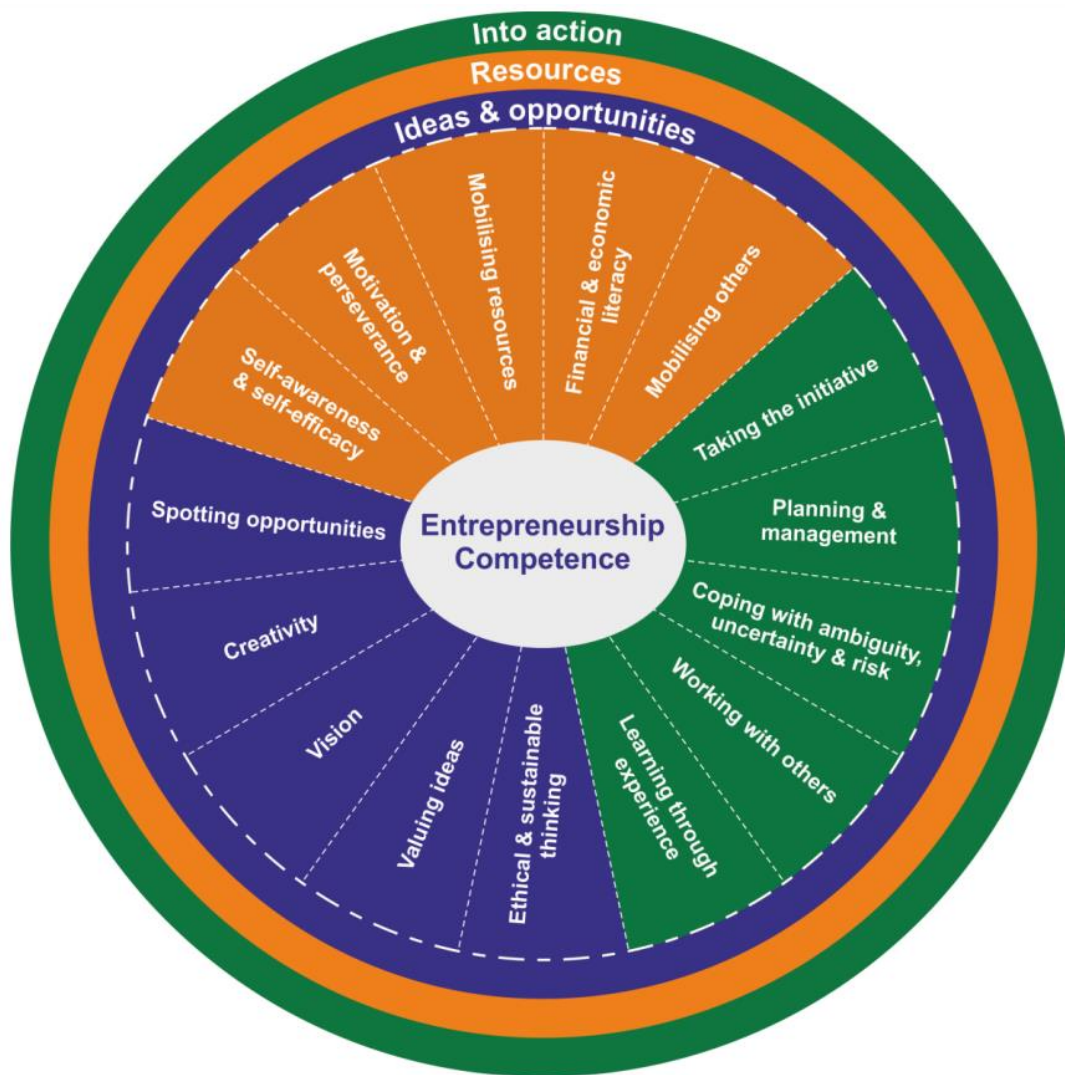 Into action
Resources
Ideas & opportunities
Self-awareness
& self-efficacy
Motivation &
perseverance
Mobilising resources
Financial & economic
literacy
Mobilising others
Taking the initiative
Planning &
management
Coping with ambiguity,
uncertainty & risk
Working with others
Learning through
experience
Ethical & sustainable
thinking
Valuing ideas
Vision
Creativity
Spotting opportunities
Entrepreneurship
Competence